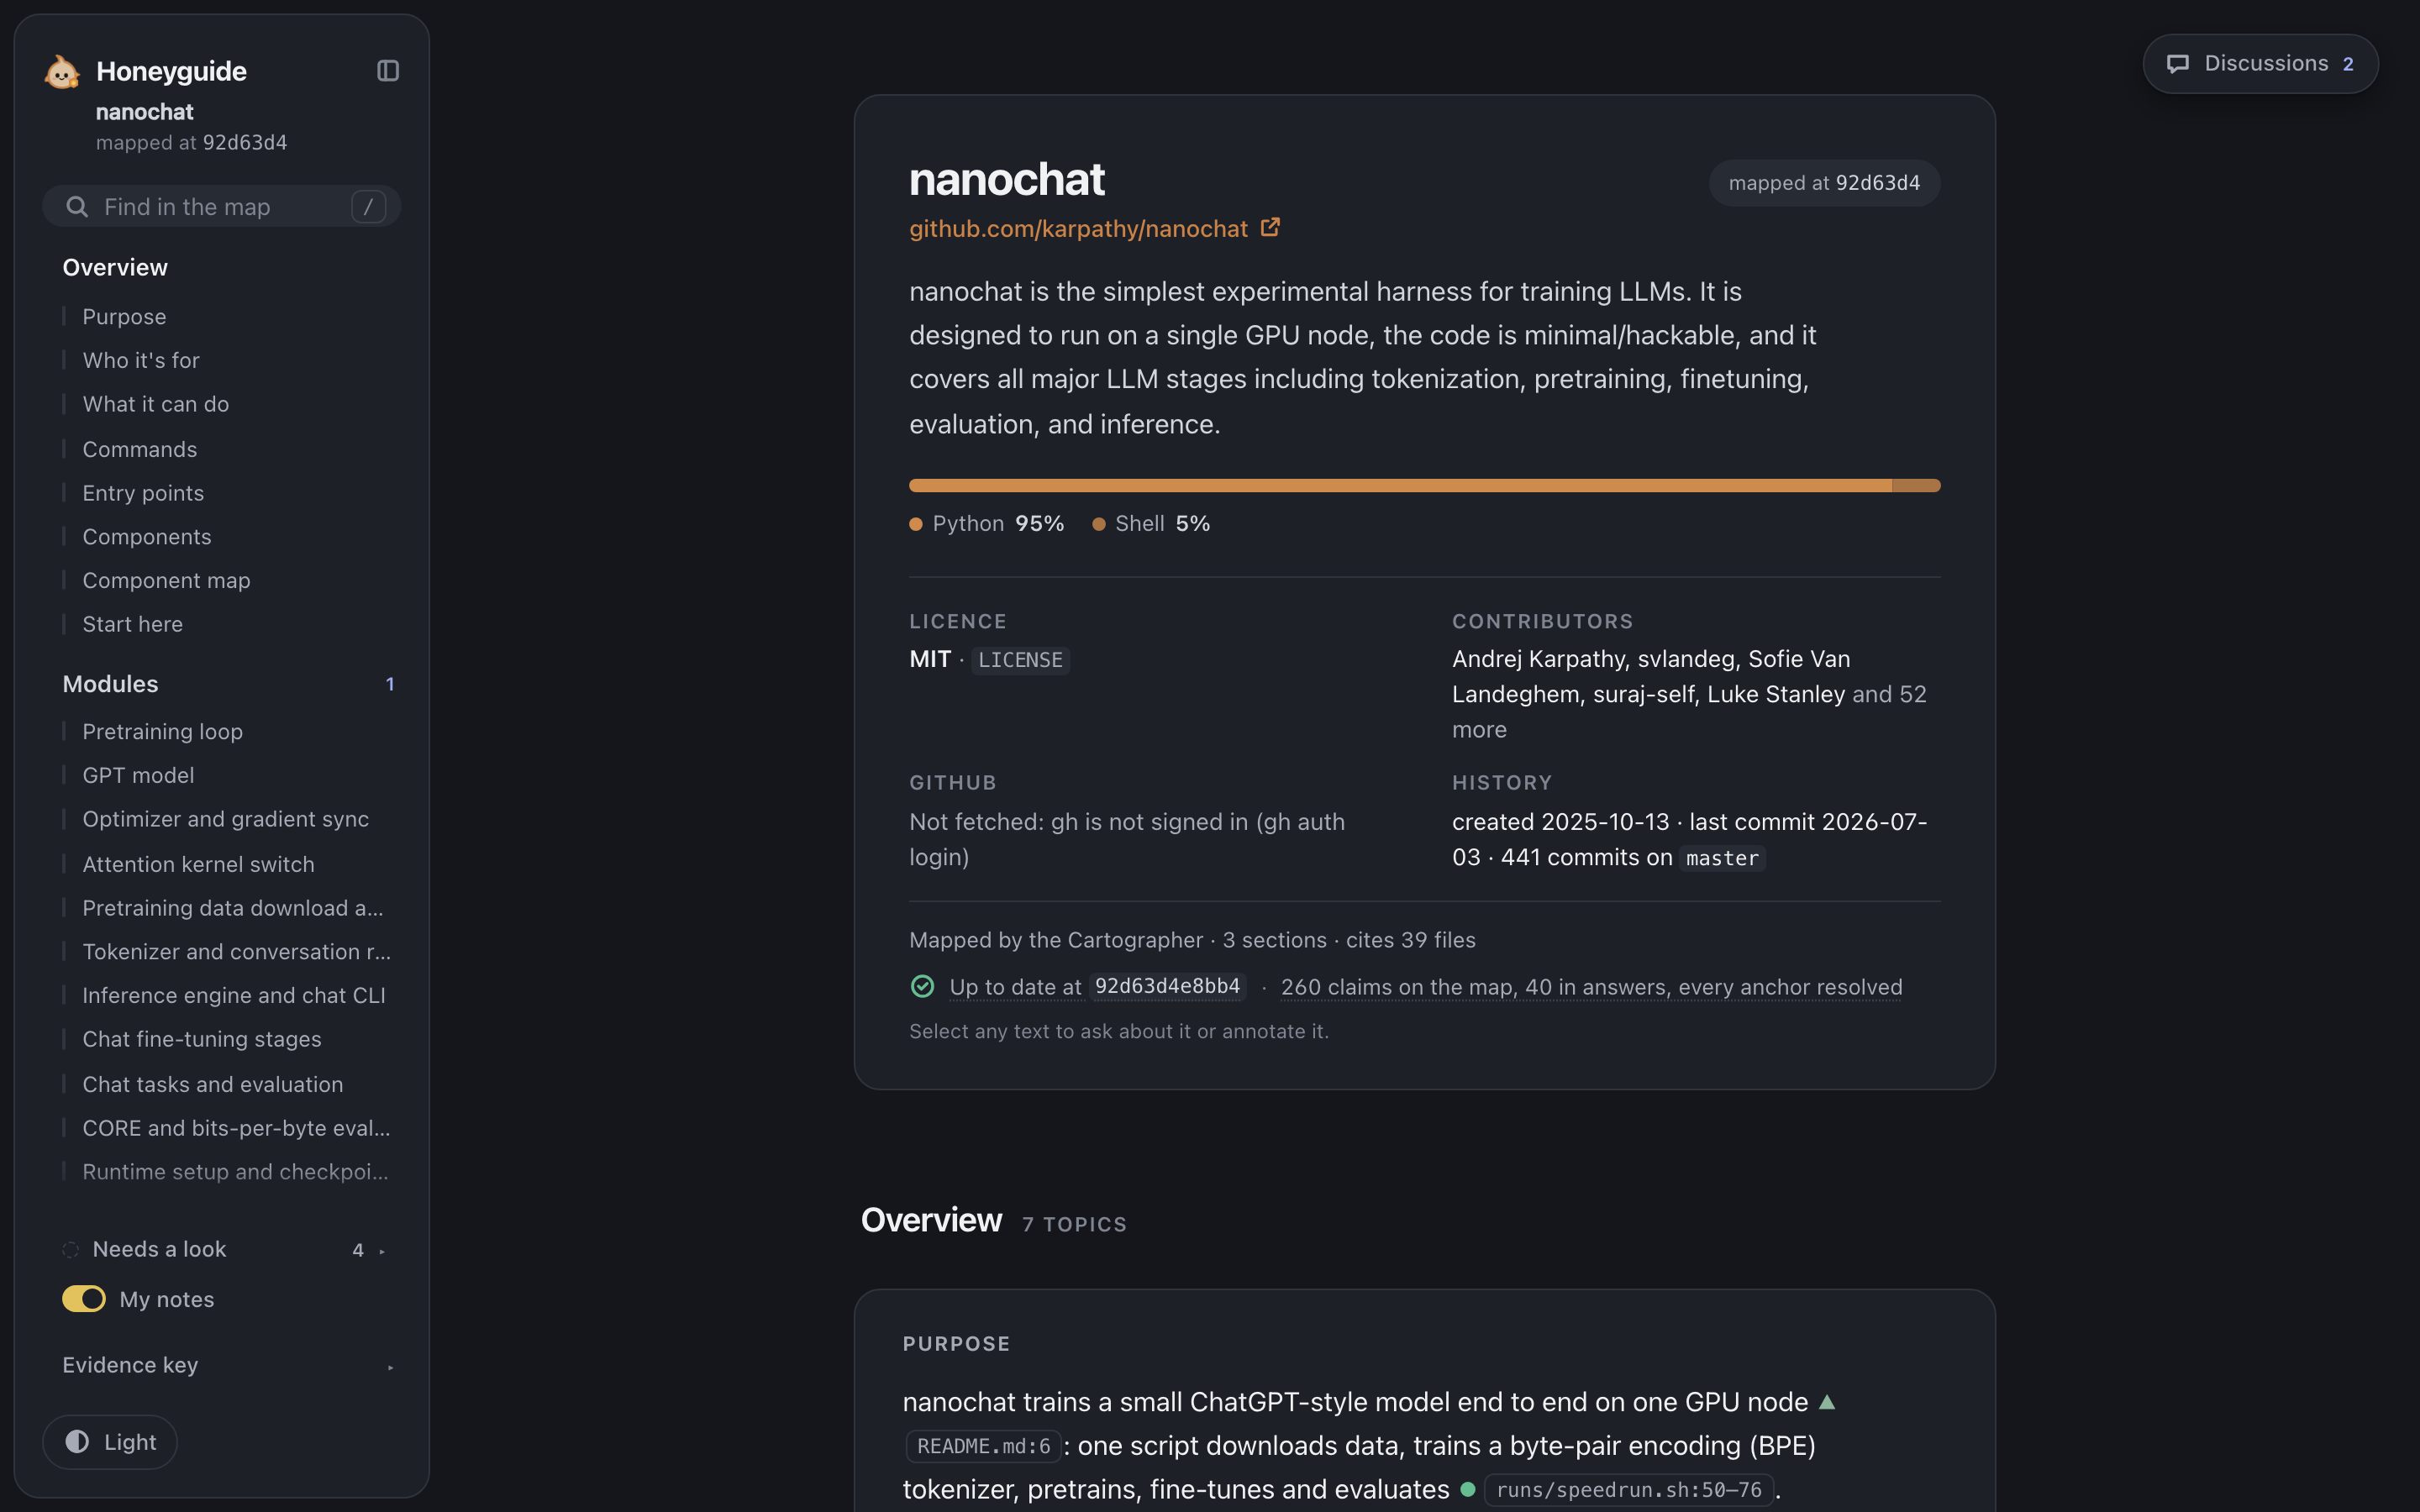 Honeyguide
nanochat
mapped at 92d63d4
Find in the map /
Overview
Purpose
Who it's for
What it can do
Commands
Entry points
Components
Component map
Start here
Modules 1
Pretraining loop
GPT model
Optimizer and gradient sync
Attention kernel switch
Pretraining data download a...
Tokenizer and conversation r...
Inference engine and chat CLI
Chat fine-tuning stages
Chat tasks and evaluation
CORE and bits-per-byte eval...
Runtime setup and checkpoi...
Needs a look 4
My notes
Evidence key
Light
Discussions 2
nanochat
mapped at 92d63d4
github.com/karpathy/nanochat
nanochat is the simplest experimental harness for training LLMs. It is
designed to run on a single GPU node, the code is minimal/hackable, and it
covers all major LLM stages including tokenization, pretraining, finetuning,
evaluation, and inference.
Python 95% Shell 5%
LICENCE
MIT · LICENSE
CONTRIBUTORS
Andrej Karpathy, svlandeg, Sofie Van
Landeghem, suraj-self, Luke Stanley and 52
more
GITHUB
Not fetched: gh is not signed in (gh auth
login)
HISTORY
created 2025-10-13 · last commit 2026-07-
03 · 441 commits on master
Mapped by the Cartographer · 3 sections · cites 39 files
Up to date at 92d63d4e8bb4 · 260 claims on the map, 40 in answers, every anchor resolved
Select any text to ask about it or annotate it.
Overview 7 TOPICS
PURPOSE
nanochat trains a small ChatGPT-style model end to end on one GPU node
README.md:6 : one script downloads data, trains a byte-pair encoding (BPE)
tokenizer, pretrains, fine-tunes and evaluates runs/speedrun.sh:50–76 .